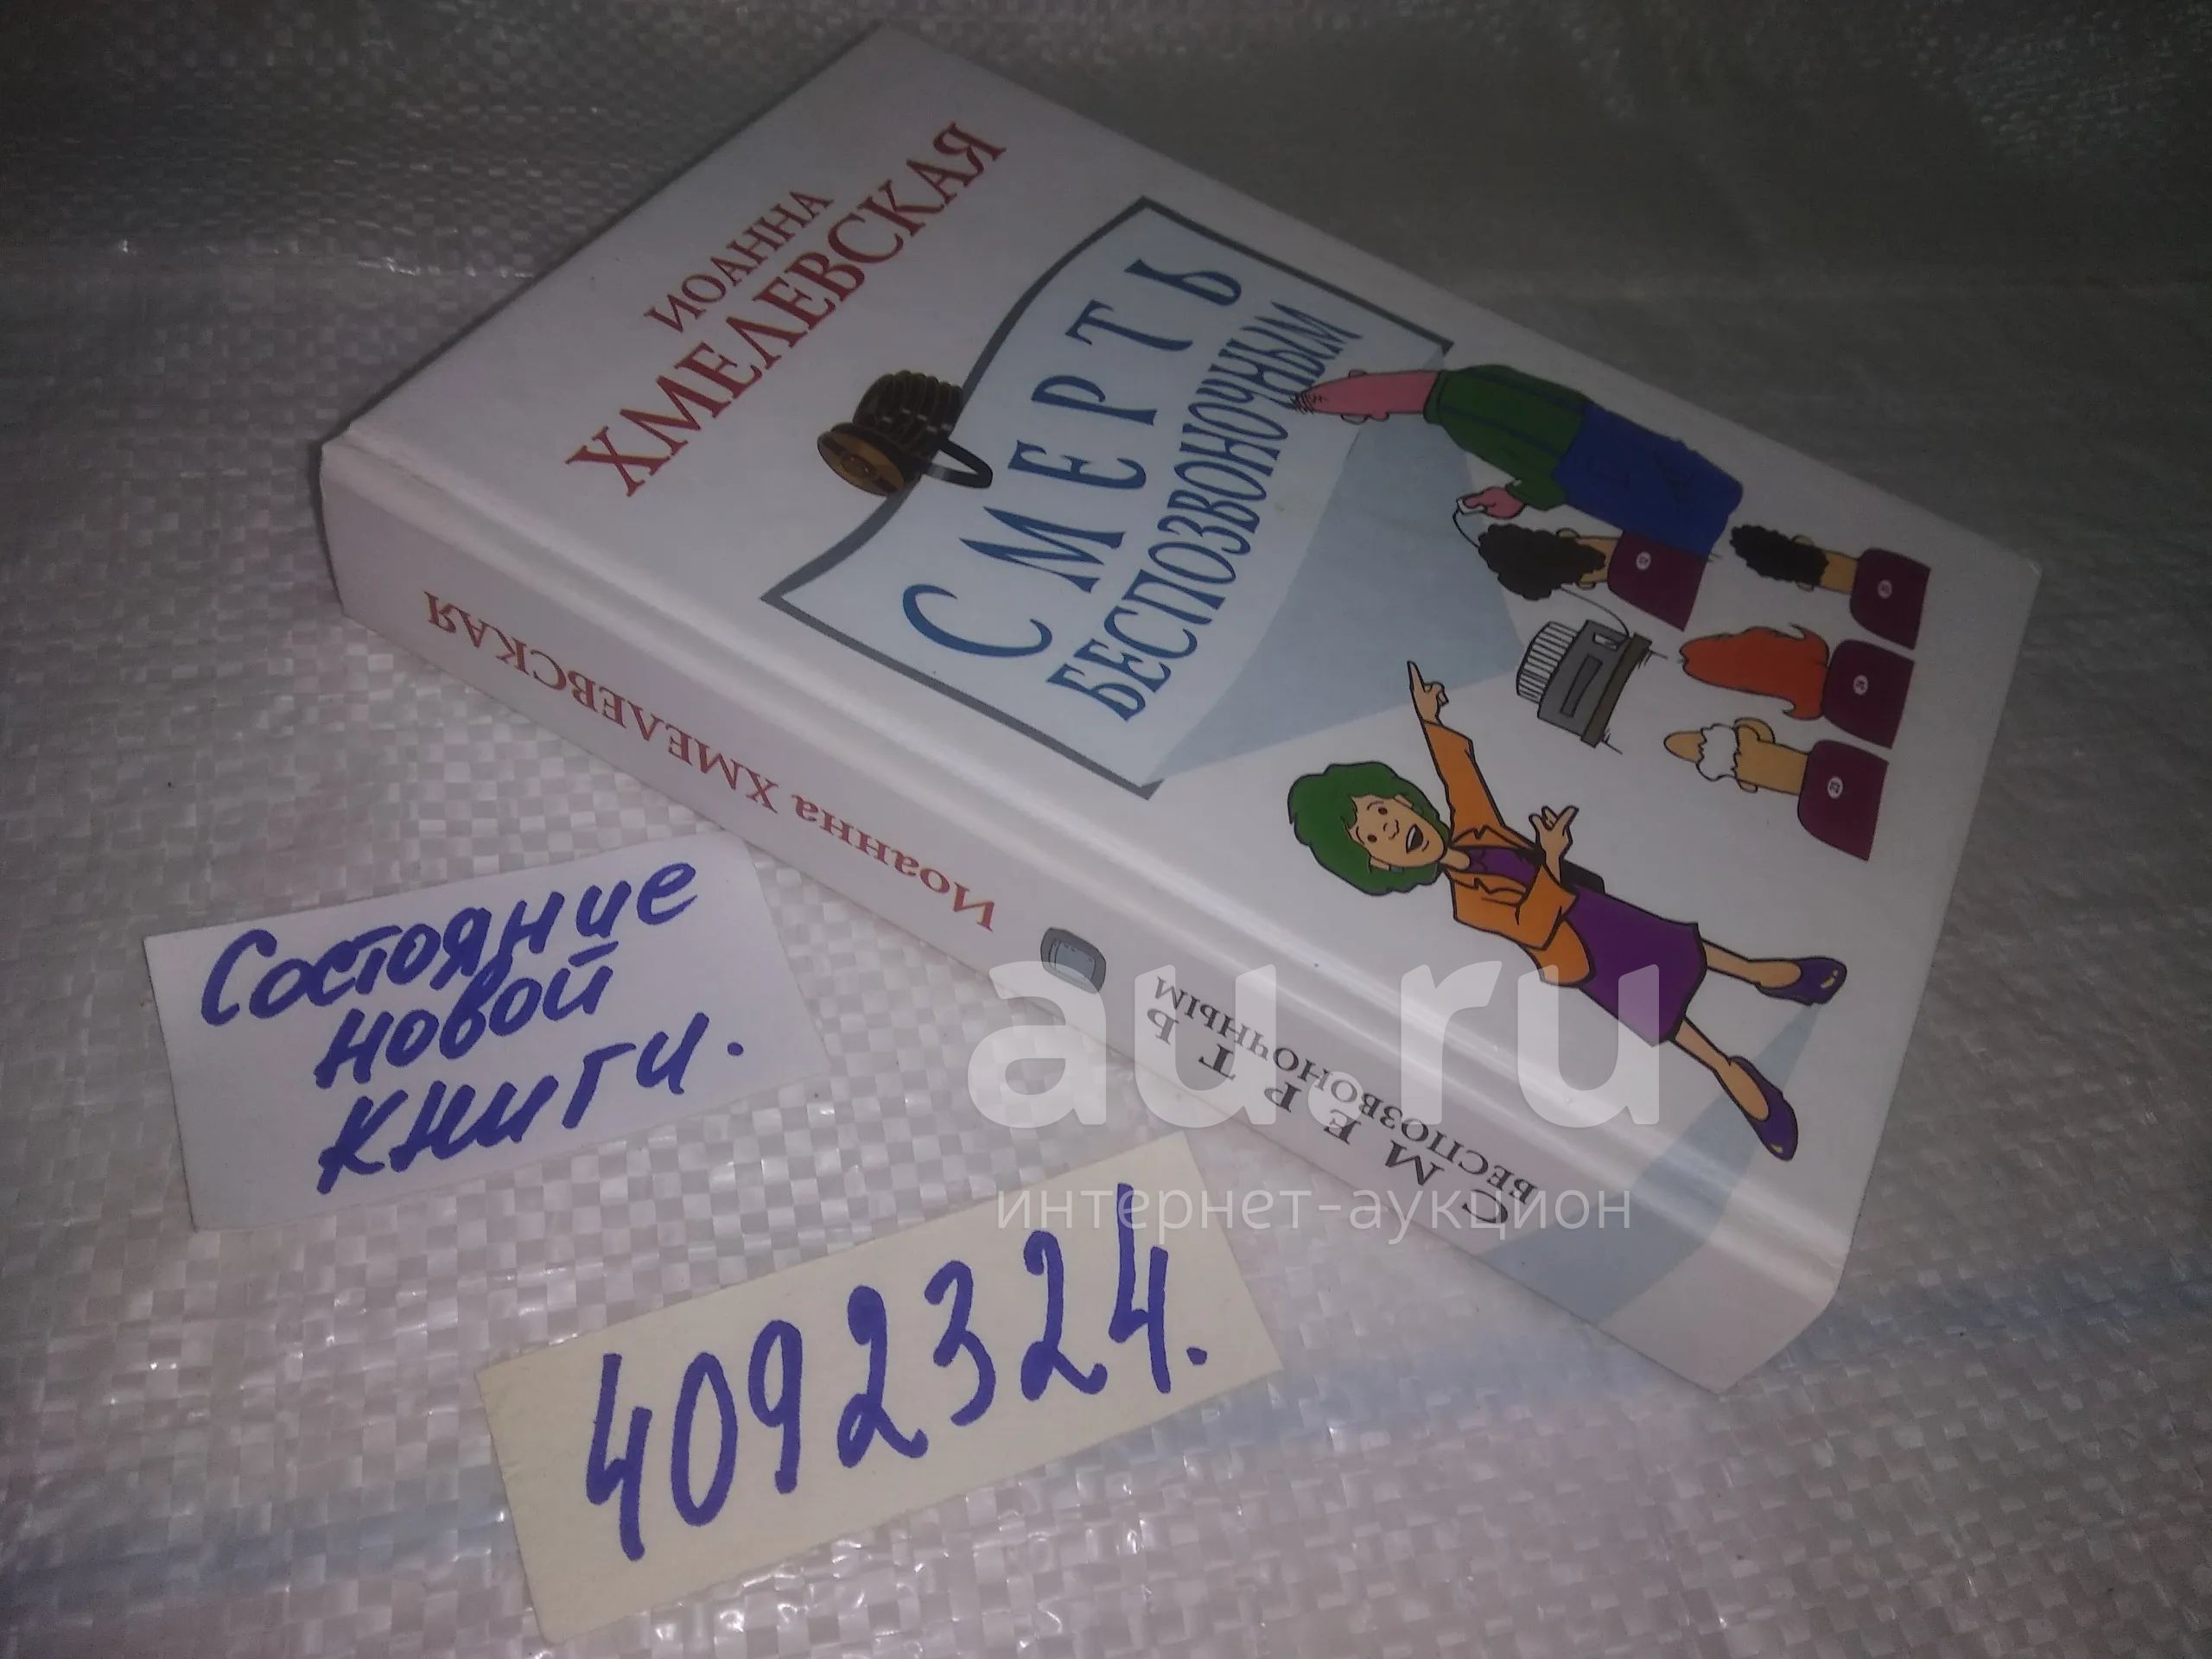 ИОАННА
ХМЕЛЕВСКАЯ
СМЕРТЬ
БЕСПОЗВОНОЧНЫМ
Иоанна ХМЕЛЕВСКАЯ
СМЕРТЬ
БЕСПОЗВОНОЧНЫМ
Состояние
новой
книги.
4092324.
au.ru
интернет-аукцион